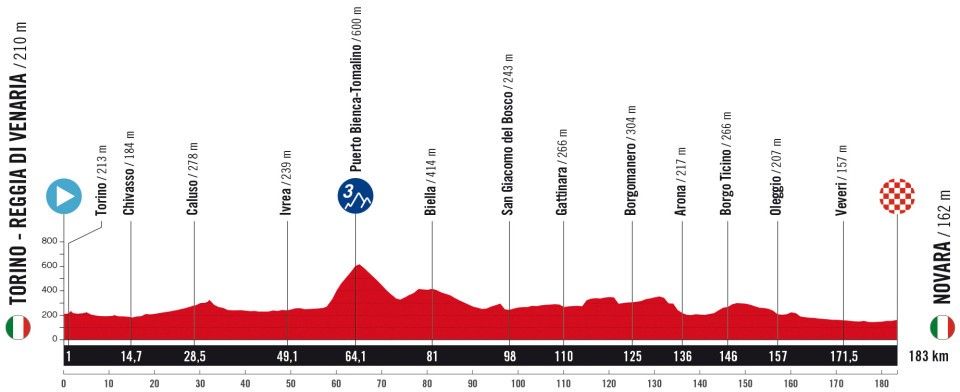 TORINO - REGGIA DI VENARIA / 210 m
Torino / 213 m
Chivasso / 184 m
Caluso / 278 m
Ivrea / 239 m
Puerto Bienca-Tomalino / 600 m
3
Biella / 414 m
San Giacomo del Bosco / 243 m
Gattinara / 266 m
Borgomannero / 304 m
Arona / 217 m
Borgo Ticino / 266 m
Oleggio / 207 m
Veveri / 157 m
NOVARA / 162 m
800
600
400
200
0
1 14,7 28,5 49,1 64,1 81 98 110 125 136 146 157 171,5 183 km
0 10 20 30 40 50 60 70 80 90 100 110 120 130 140 150 160 170 180